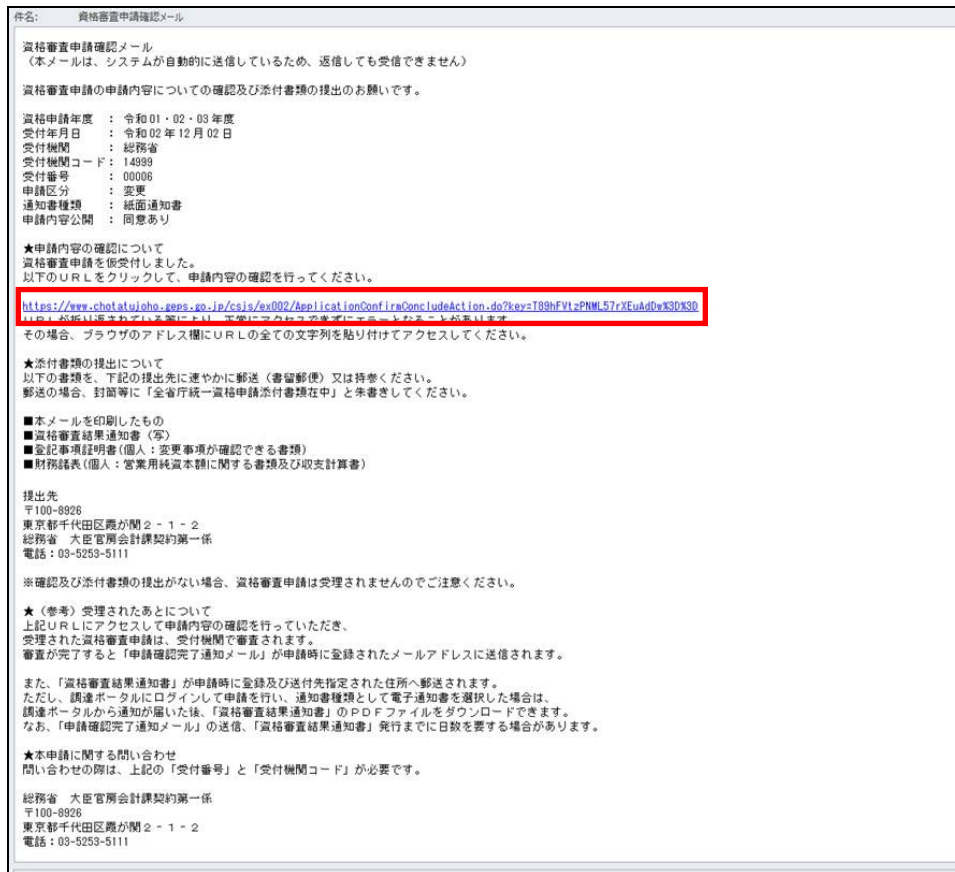 件名: 資格審査申請確認メール
資格審査申請確認メール
(本メールは、システムが自動的に送信しているため、返信しても受信できません)
資格審査申請の申請内容についての確認及び添付書類の提出のお願いです。
資格申請年度 : 令和01・02・03年度
受付年月日 : 令和02年12月02日
受付機関 : 総務省
受付機関コード: 14999
受付番号 : 00006
申請区分 : 変更
通知書種類 : 紙面通知書
申請内容公開 : 同意あり
★申請内容の確認について
資格審査申請を仮受付しました。
以下のURLをクリックして、申請内容の確認を行ってください。
https://www.chotatujoho.geps.go.jp/csjs/ex002/ApplicationConfirmConcludeAction.do?key=T89hFVtzPNML57rXEuAdDw%3D%3D
URLが折り返されている等により、正常にアクセスできずにエラーとなることがあります。
その場合、ブラウザのアドレス欄にURLの全ての文字列を貼り付けてアクセスしてください。
★添付書類の提出について
以下の書類を、下記の提出先に速やかに郵送(書留郵便)又は持参ください。
郵送の場合、封筒等に「全省庁統一資格申請添付書類在中」と朱書きしてください。
■本メールを印刷したもの
■資格審査結果通知書(写)
■登記事項証明書(個人:変更事項が確認できる書類)
■財務諸表(個人:営業用純資本額に関する書類及び収支計算書)
提出先
〒100-8926
東京都千代田区霞が関2-1-2
総務省 大臣官房会計課契約第一係
電話:03-5253-5111
※確認及び添付書類の提出がない場合、資格審査申請は受理されませんのでご注意ください。
★(参考)受理されたあとについて
上記URLにアクセスして申請内容の確認を行っていただき、
受理された資格審査申請は、受付機関で審査されます。
審査が完了すると「申請確認完了通知メール」が申請時に登録されたメールアドレスに送信されます。
また、「資格審査結果通知書」が申請時に登録及び送付先指定された住所へ郵送されます。
ただし、調達ポータルにログインして申請を行い、通知書種類として電子通知書を選択した場合は、
調達ポータルから通知が届いた後、「資格審査結果通知書」のPDFファイルをダウンロードできます。
なお、「申請確認完了通知メール」の送信、「資格審査結果通知書」発行までに日数を要する場合があります。
★本申請に関する問い合わせ
問い合わせの際は、上記の「受付番号」と「受付機関コード」が必要です。
総務省 大臣官房会計課契約第一係
〒100-8926
東京都千代田区霞が関2-1-2
電話:03-5253-5111